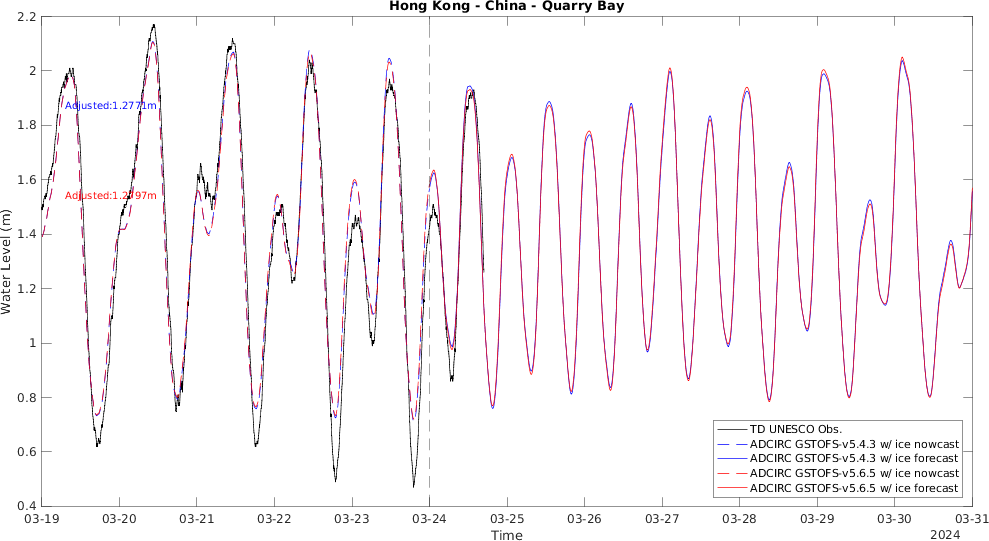 Hong Kong - China - Quarry Bay
2.2
2
1.8
1.6
1.4
1.2
1
0.8
0.6
0.4
Water Level (m)
Adjusted:1.2771m
TD UNESCO Obs.
ADCIRC GSTOFS-v5.4.3 w/ ice nowcast
ADCIRC GSTOFS-v5.4.3 w/ ice forecast
ADCIRC GSTOFS-v5.6.5 w/ ice nowcast
ADCIRC GSTOFS-v5.6.5 w/ ice forecast
03-19 03-20 03-21 03-22 03-23 03-24 03-25 03-26 03-27 03-28 03-29 03-30 03-31
Time
2024